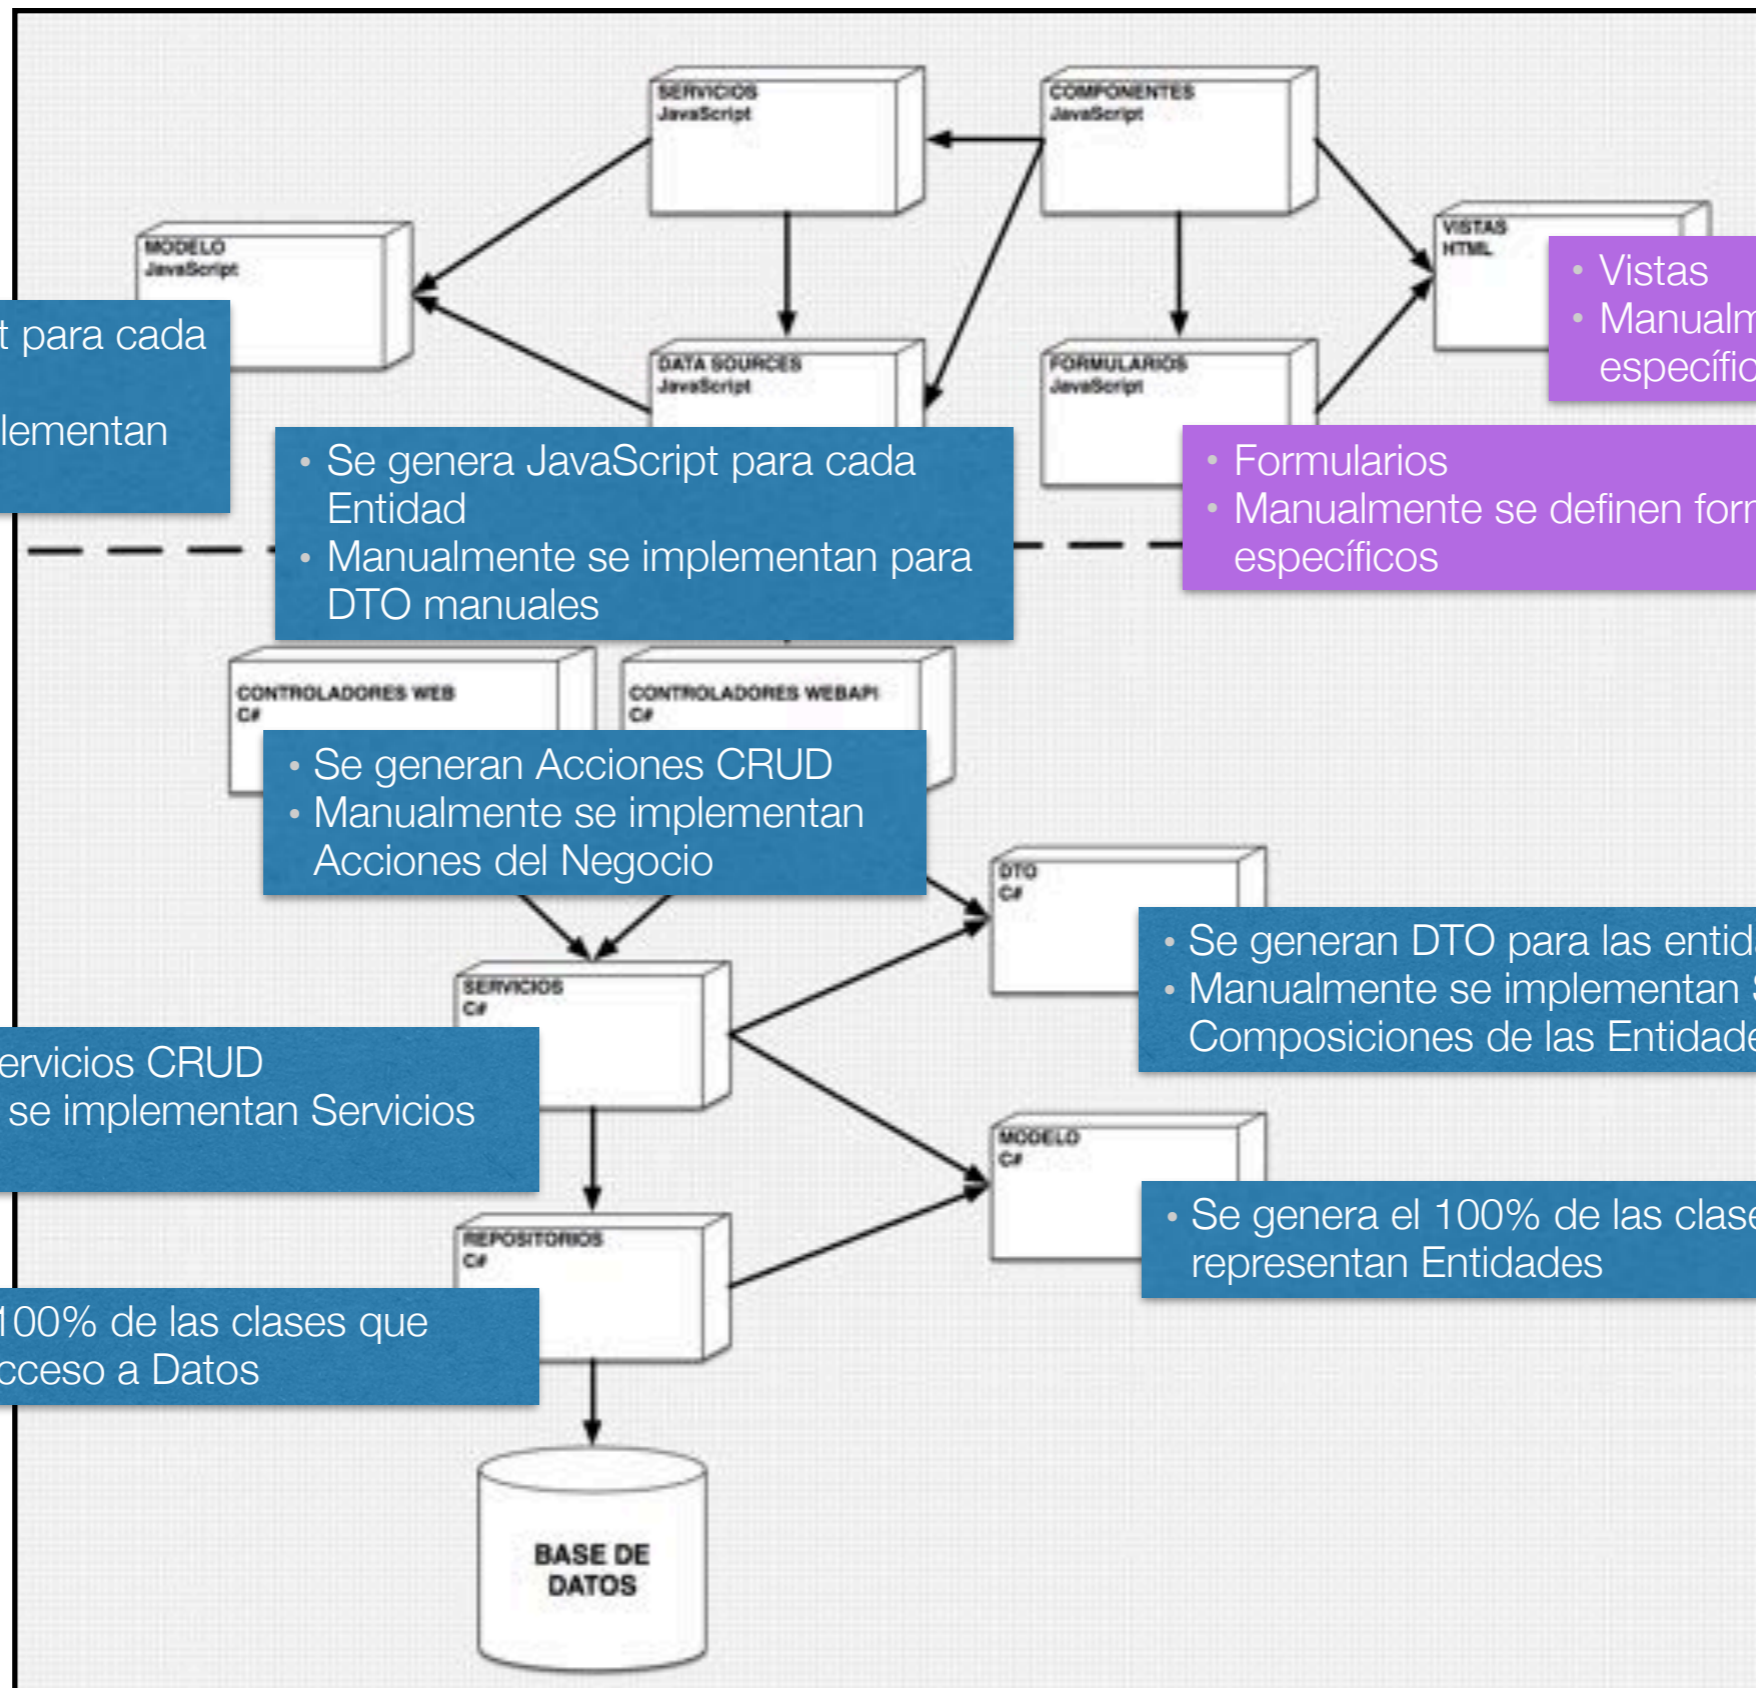 SERVICIOS
JavaScript
COMPONENTES
JavaScript
VISTAS
HTML
MODELO
JavaScript
• Vistas
• Manualm
específic
t para cada
lementan
DATA SOURCES
JavaScript
FORMULARIOS
JavaScript
• Se genera JavaScript para cada
Entidad
• Manualmente se implementan para
DTO manuales
• Formularios
• Manualmente se definen form
específicos
CONTROLADORES WEB
C#
CONTROLADORES WEBAPI
C#
• Se generan Acciones CRUD
• Manualmente se implementan
Acciones del Negocio
DTO
C#
• Se generan DTO para las entida
• Manualmente se implementan S
Composiciones de las Entidade
SERVICIOS
C#
ervicios CRUD
se implementan Servicios
MODELO
C#
• Se genera el 100% de las clase
representan Entidades
REPOSITORIOS
C#
100% de las clases que
cceso a Datos
BASE DE
DATOS